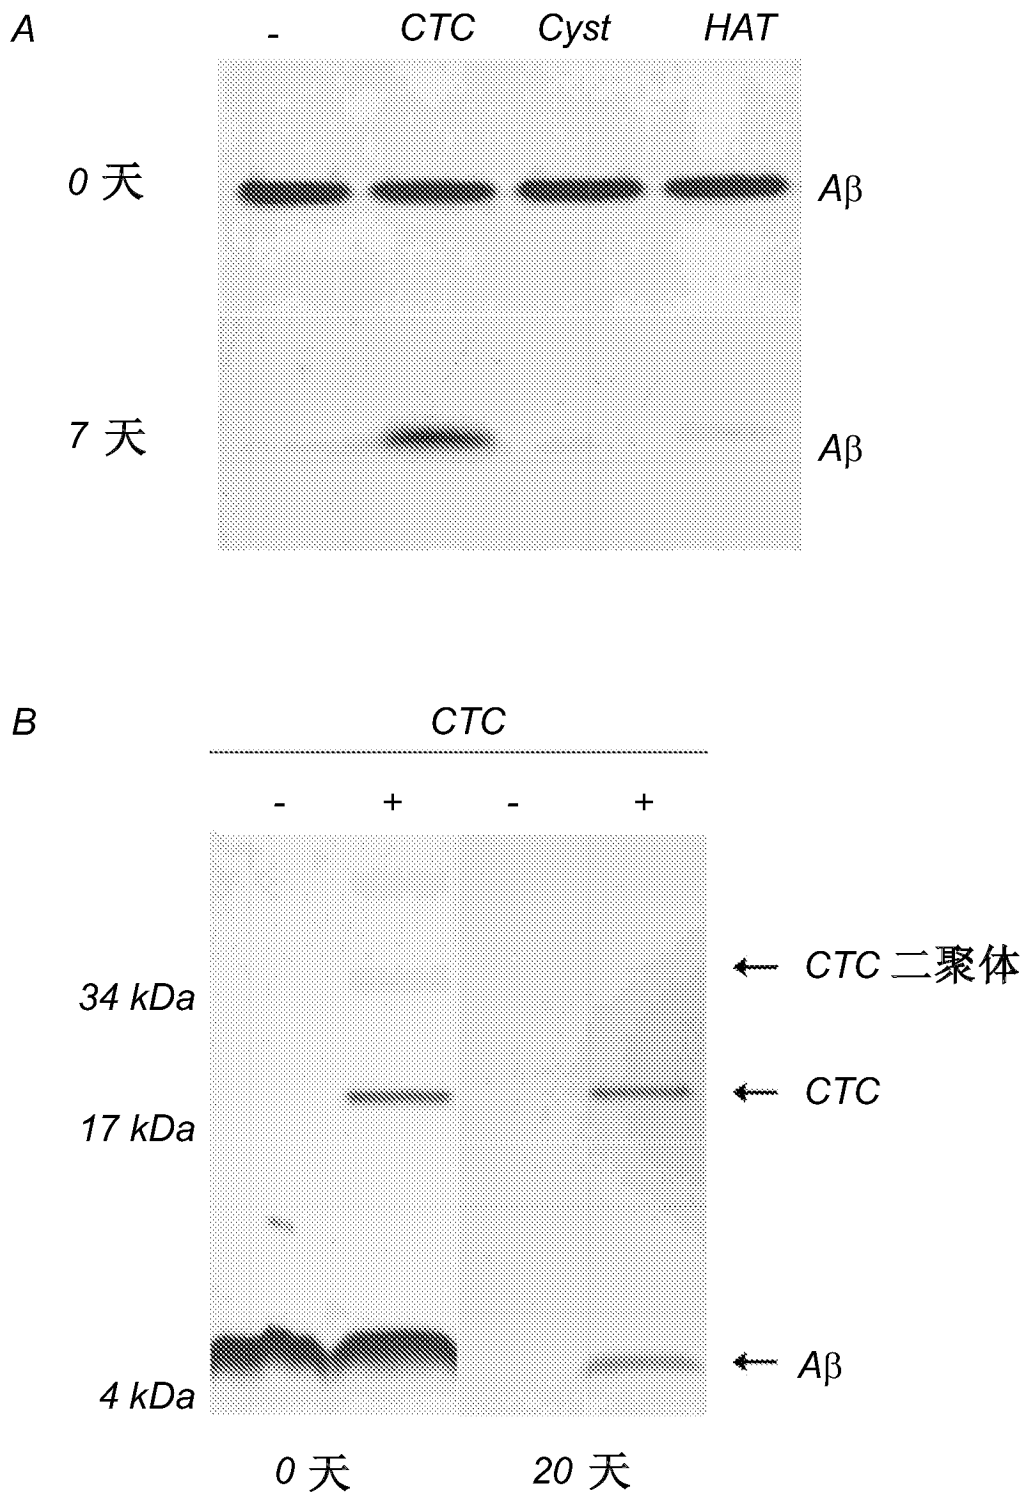 A - CTC Cyst HAT
0 天 Aβ
7 天 Aβ
B CTC
- + - +
CTC 二聚体
34 kDa
CTC
17 kDa
Aβ
4 kDa
0 天 20 天